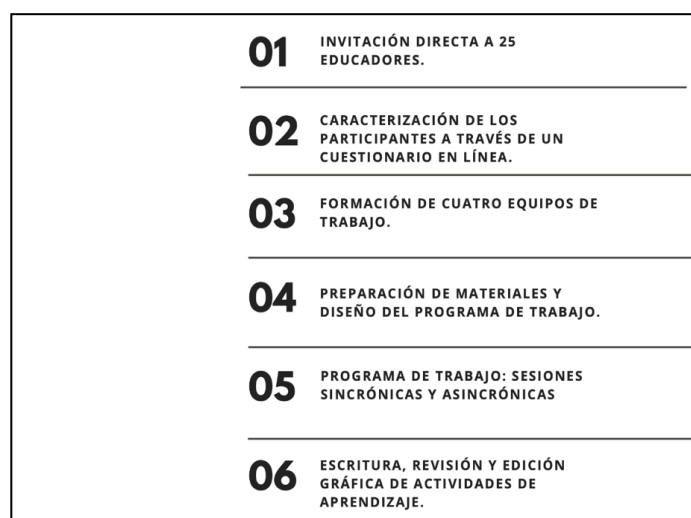 01
INVITACIÓN DIRECTA A 25
EDUCADORES.
02
CARACTERIZACIÓN DE LOS
PARTICIPANTES A TRAVÉS DE UN
CUESTIONARIO EN LÍNEA.
03
FORMACIÓN DE CUATRO EQUIPOS DE
TRABAJO.
04
PREPARACIÓN DE MATERIALES Y
DISEÑO DEL PROGRAMA DE TRABAJO.
05
PROGRAMA DE TRABAJO: SESIONES
SINCRÓNICAS Y ASINCRÓNICAS
06
ESCRITURA, REVISIÓN Y EDICIÓN
GRÁFICA DE ACTIVIDADES DE
APRENDIZAJE.